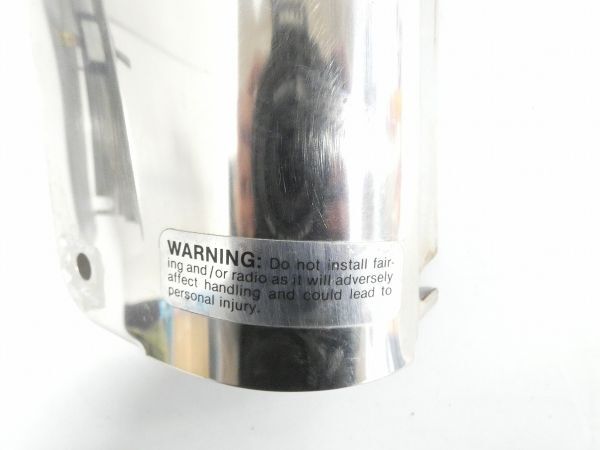 WARNING: Do not install fair-
ing and/or radio as it will adversely
affect handling and could lead to
personal injury.